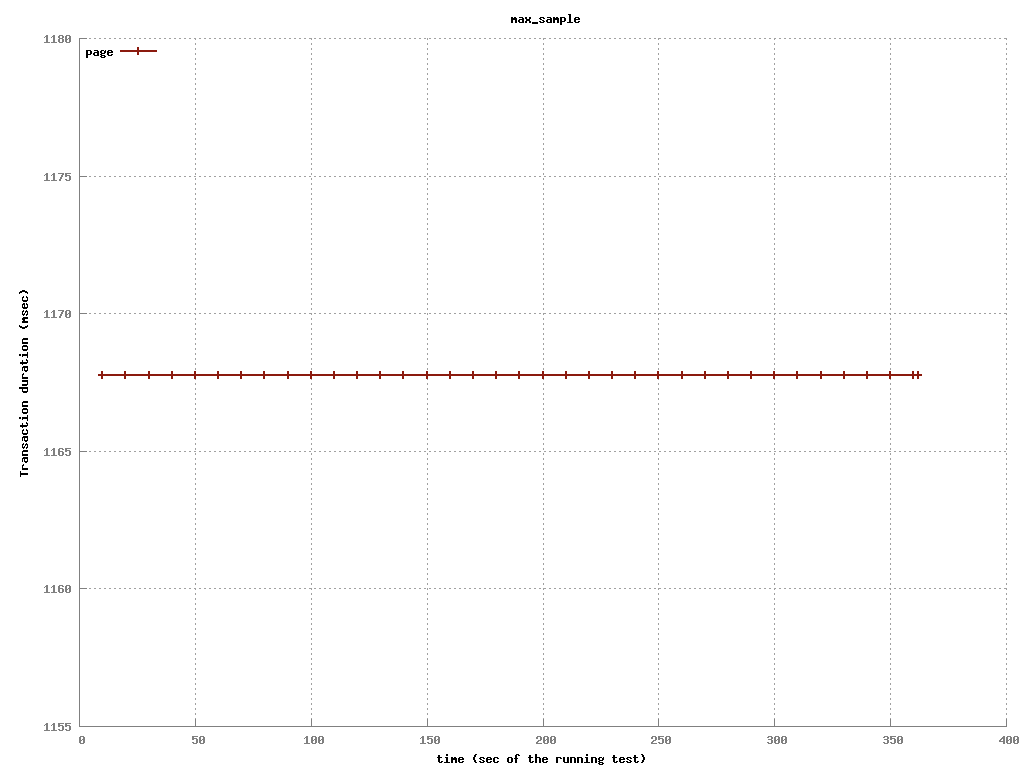 max_sample
1180
page
1175
1170
1165
1160
1155
Transaction duration (msec)
0 50 100 150 200 250 300 350 400
time (sec of the running test)